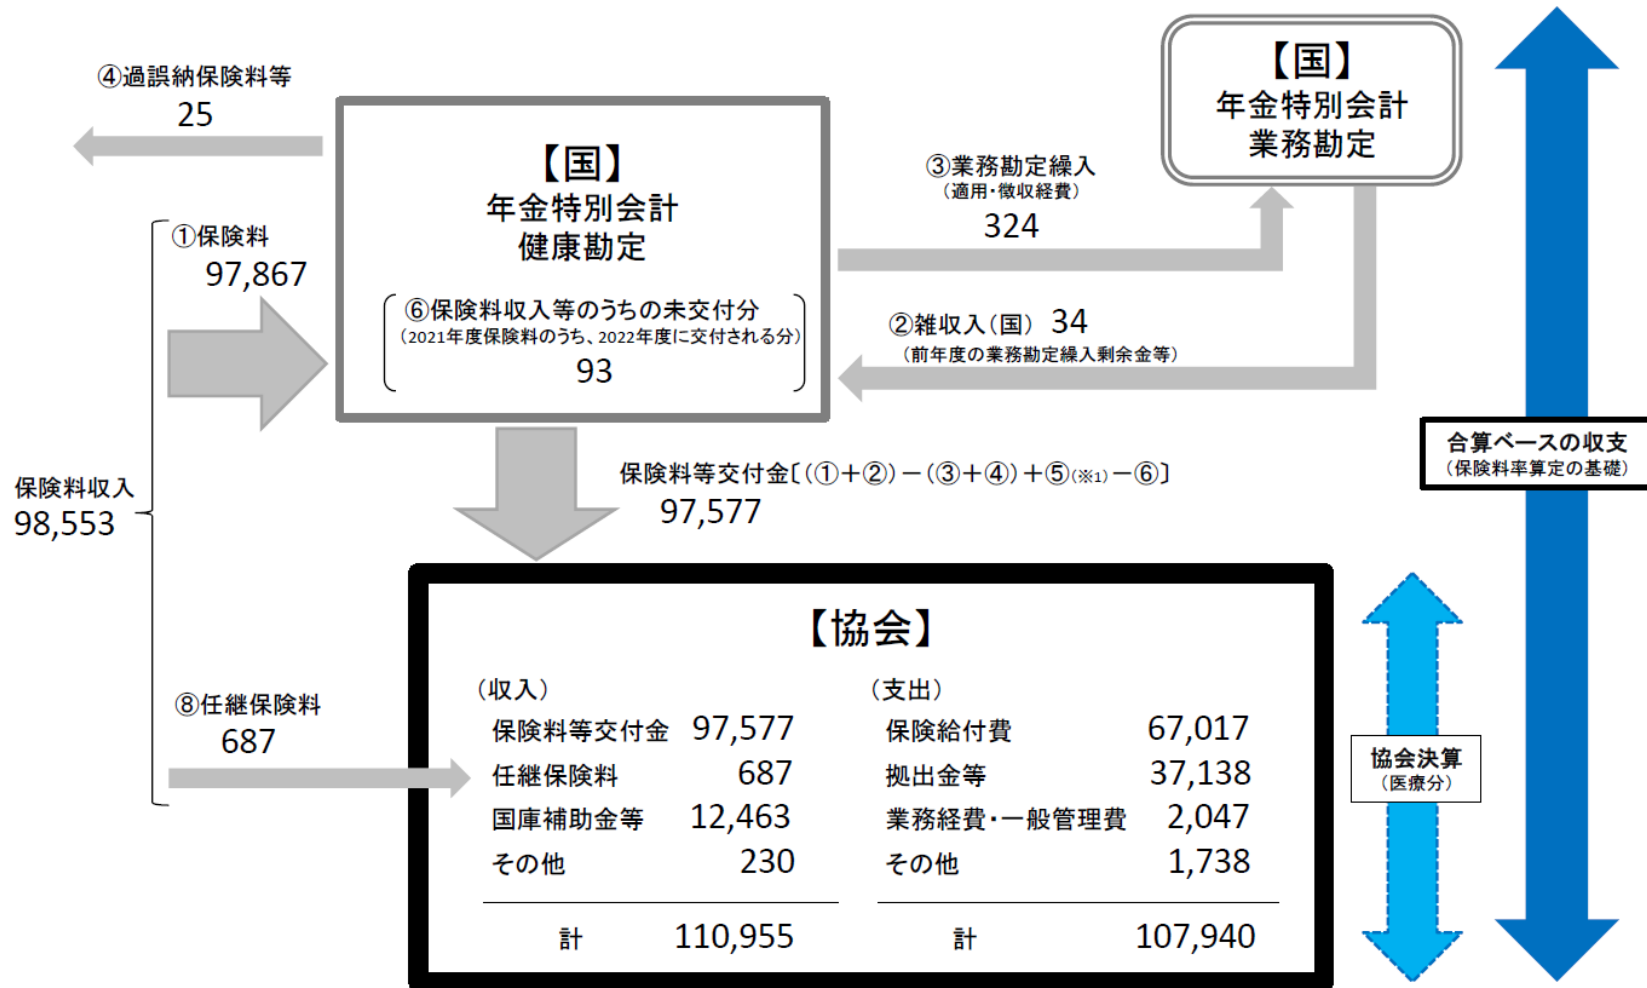 ④過誤納保険料等
25
【国】
年金特別会計
健康勘定
⑥保険料収入等のうちの未交付分
(2021年度保険料のうち、2022年度に交付される分)
93
【国】
年金特別会計
業務勘定
③業務勘定繰入
(適用・徴収経費)
324
②雑収入(国) 34
(前年度の業務勘定繰入剰余金等)
①保険料
97,867
保険料収入
98,553
保険料等交付金〔(①+②)-(③+④)+⑤(※1)-⑥〕
97,577
合算ベースの収支
(保険料率算定の基礎)
⑧任継保険料
687
【協会】
(収入)
保険料等交付金 97,577
任継保険料 687
国庫補助金等 12,463
その他 230
計 110,955
(支出)
保険給付費 67,017
拠出金等 37,138
業務経費・一般管理費 2,047
その他 1,738
計 107,940
協会決算
(医療分)